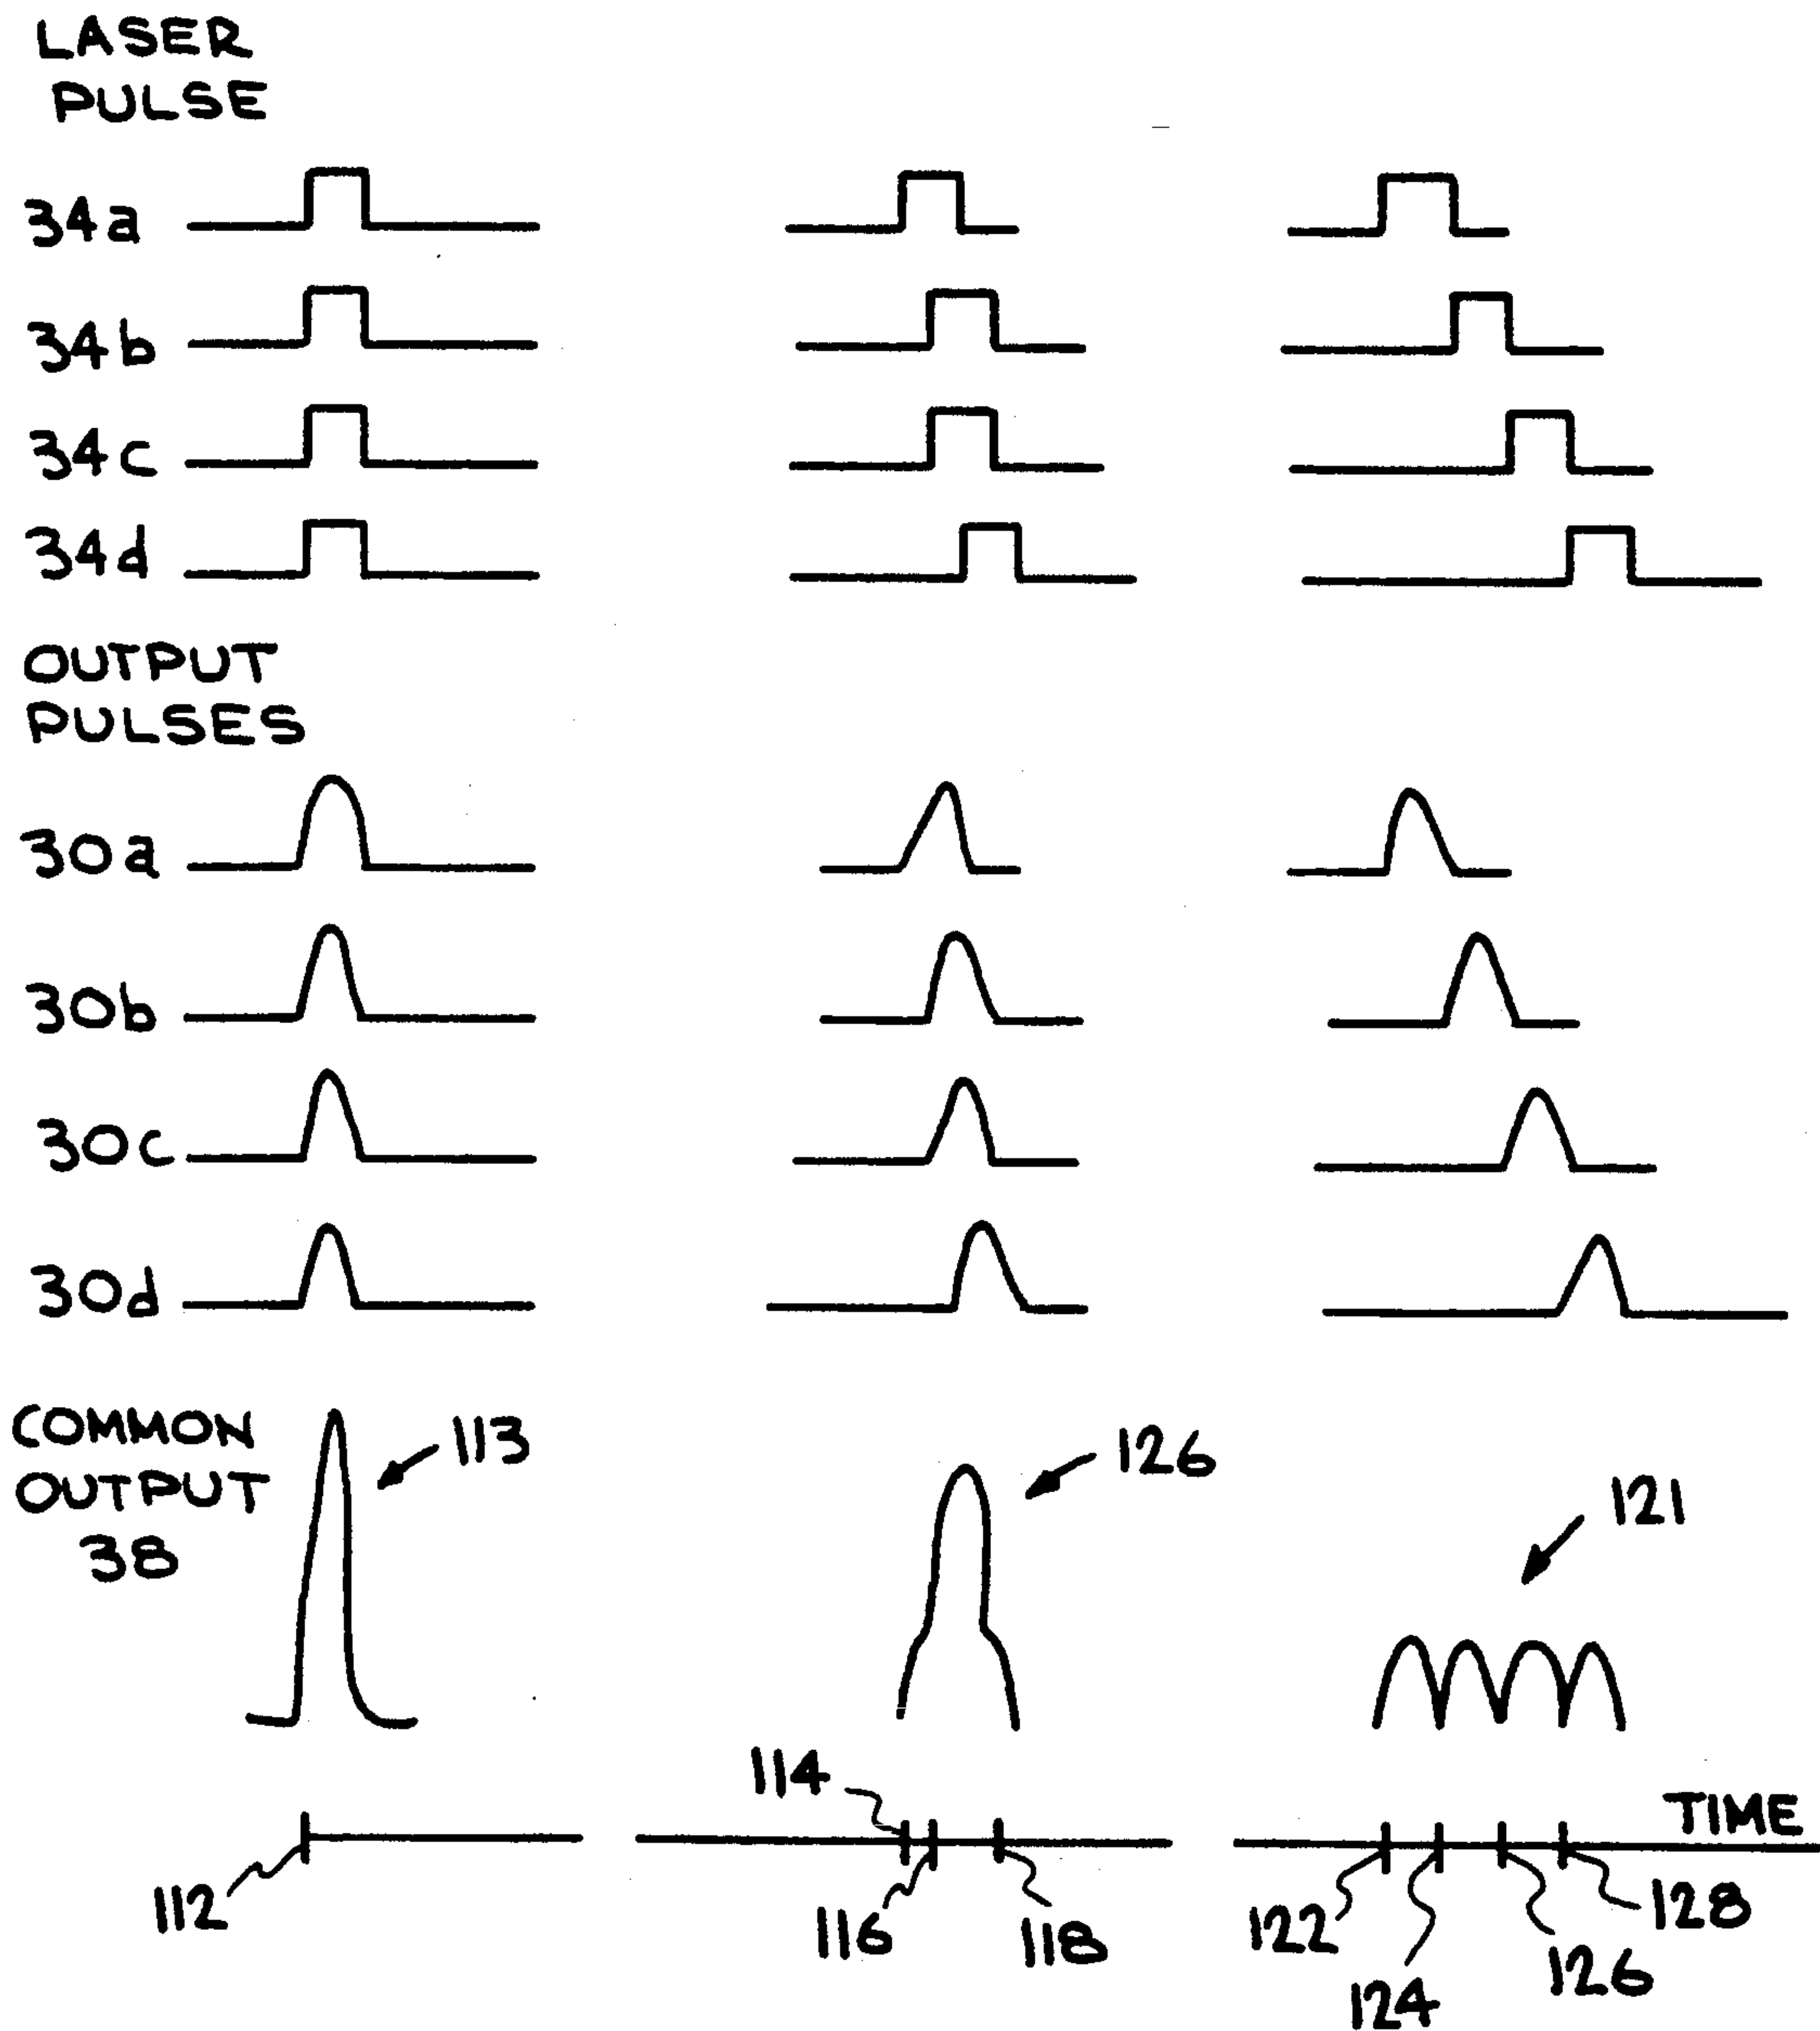 LASER
PULSE
34a
34b
34c
34d
OUTPUT
PULSES
30a
30b
30c
30d
COMMON
OUTPUT
38
113
126
121
114
TIME
112
116
118
122
124
126
128